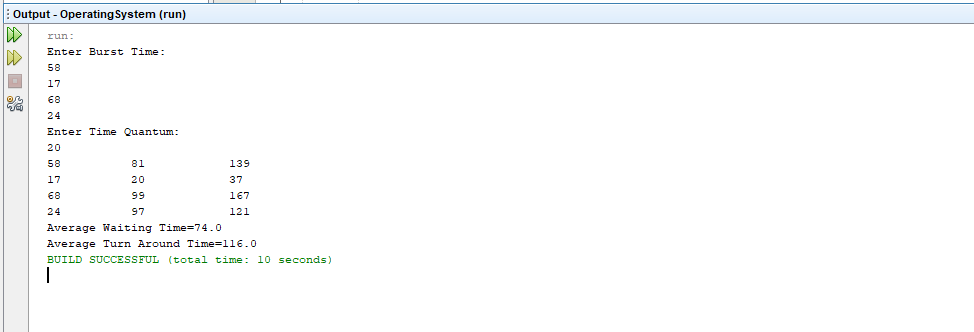 Output - OperatingSystem (run)
run:
Enter Burst Time:
58
17
68
24
Enter Time Quantum:
20
58 81 139
17 20 37
68 99 167
24 97 121
Average Waiting Time=74.0
Average Turn Around Time=116.0
BUILD SUCCESSFUL (total time: 10 seconds)